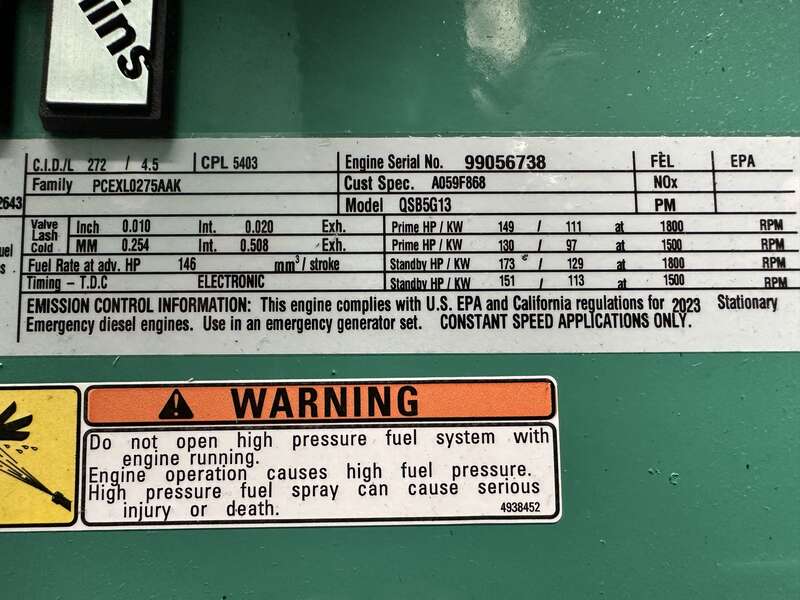 ins
C.I.D./L 272 / 4.5 CPL 5403 Engine Serial No. 99056738 FEL EPA
Family PCEXL0275AAK Cust Spec. A059F868 NOx
2643 Model QSB5G13 PM
Valve Lash Cold Inch 0.010 Int. 0.020 Exh. Prime HP / KW 149 / 111 at 1800 RPM
MM 0.254 Int. 0.508 Exh. Prime HP / KW 130 / 97 at 1500 RPM
uel Fuel Rate at adv. HP 146 mm³ / stroke Standby HP / KW 173 / 129 at 1800 RPM
s Timing - T.D.C ELECTRONIC Standby HP / KW 151 / 113 at 1500 RPM
EMISSION CONTROL INFORMATION: This engine complies with U.S. EPA and California regulations for 2023 Stationary
Emergency diesel engines. Use in an emergency generator set. CONSTANT SPEED APPLICATIONS ONLY.
WARNING
Do not open high pressure fuel system with
engine running.
Engine operation causes high fuel pressure.
High pressure fuel spray can cause serious
injury or death.
4938452